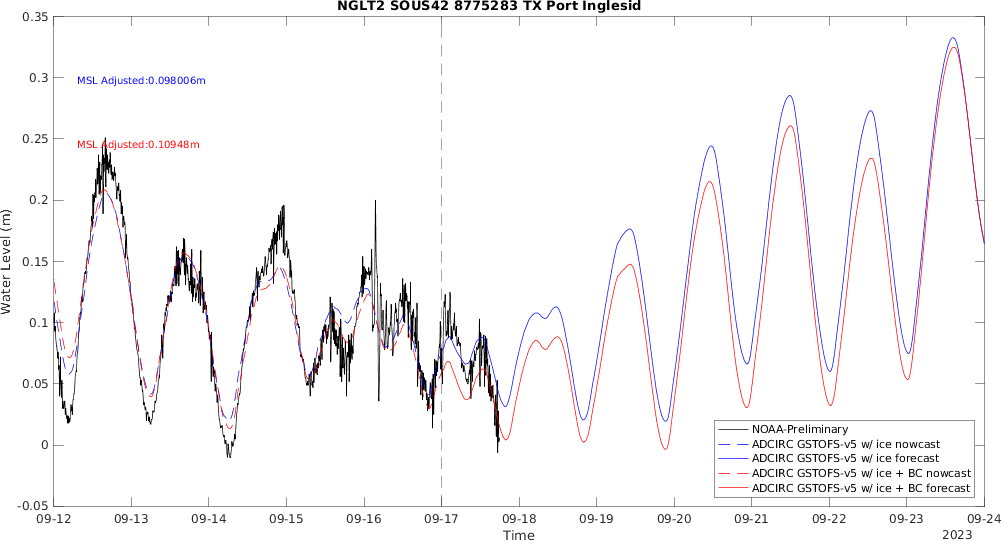 NGLT2 SOUS42 8775283 TX Port Inglesid
0.35
0.3
0.25
0.2
0.15
0.1
0.05
0
-0.05
Water Level (m)
MSL Adjusted:0.098006m
MSL Adjusted:0.10948m
NOAA-Preliminary
ADCIRC GSTOFS-v5 w/ ice nowcast
ADCIRC GSTOFS-v5 w/ ice forecast
ADCIRC GSTOFS-v5 w/ ice + BC nowcast
ADCIRC GSTOFS-v5 w/ ice + BC forecast
09-12 09-13 09-14 09-15 09-16 09-17 09-18 09-19 09-20 09-21 09-22 09-23 09-24
Time
2023